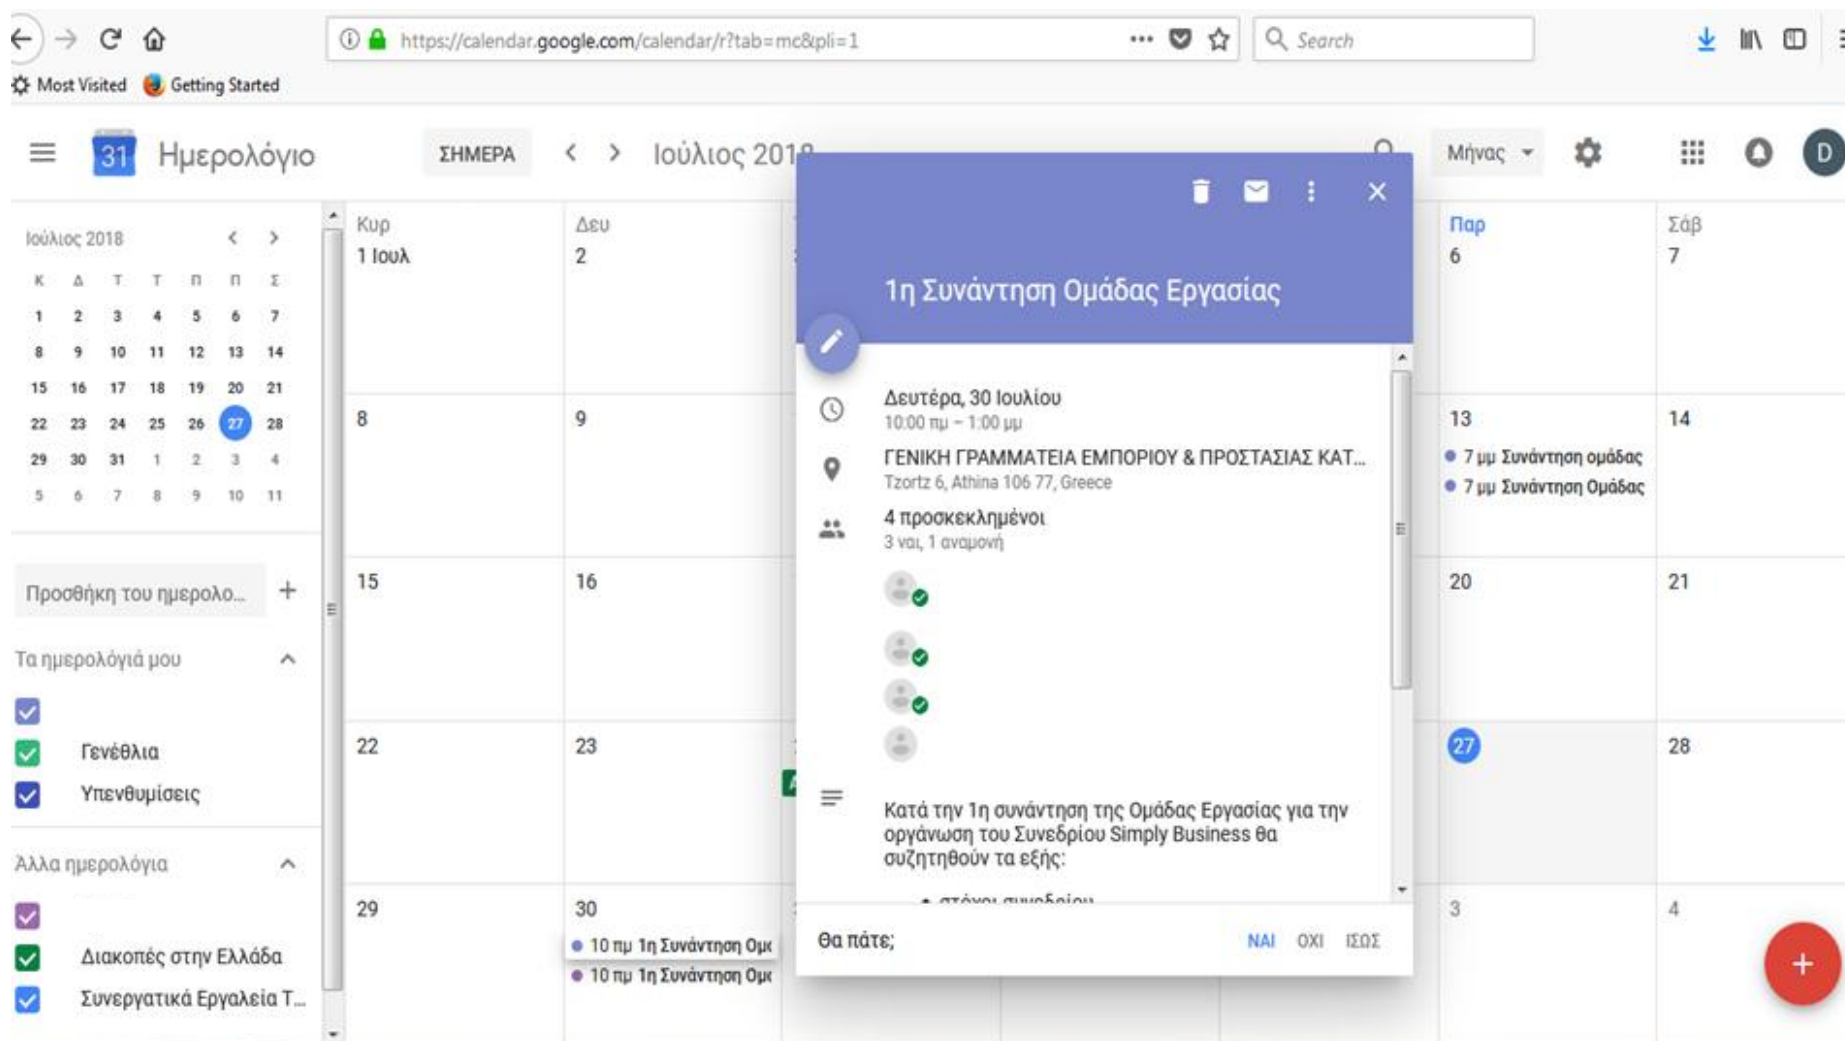 https://calendar.google.com/calendar/r?tab=mc&pli=1
Search
Most Visited
Getting Started
31
Ημερολόγιο
ΣΗΜΕΡΑ
Ιούλιος
Μήνας
D
Ιούλιος 2018
Κ Δ Τ Τ Π Π Σ
1 2 3 4 5 6 7
8 9 10 11 12 13 14
15 16 17 18 19 20 21
22 23 24 25 26 27 28
29 30 31 1 2 3 4
5 6 7 8 9 10 11
Προσθήκη του ημερολο...
Τα ημερολόγιά μου
Γενέθλια
Υπενθυμίσεις
Άλλα ημερολόγια
Διακοπές στην Ελλάδα
Συνεργατικά Εργαλεία Τ...
Κυρ Δευ Παρ Σάβ
1 Ιουλ 2 6 7
8 9 13 14
7 μμ Συνάντηση ομάδας
7 μμ Συνάντηση Ομάδας
15 16 20 21
22 23 27 28
29 30 3 4
10 πμ 1η Συνάντηση
10 πμ 1η Συνάντηση
1η Συνάντηση Ομάδας Εργασίας
Δευτέρα, 30 Ιουλίου
10:00 πμ – 1:00 μμ
ΓΕΝΙΚΗ ΓΡΑΜΜΑΤΕΙΑ ΕΜΠΟΡΙΟΥ & ΠΡΟΣΤΑΣΙΑΣ ΚΑΤ...
Tzortz 6, Athina 106 77, Greece
4 προσκεκλημένοι
3 ναι, 1 αναμονή
Κατά την 1η συνάντηση της Ομάδας Εργασίας για την
οργάνωση του Συνεδρίου Simply Business θα
συζητηθούν τα εξής:
Θα πάτε;
ΝΑΙ ΟΧΙ ΙΣΩΣ